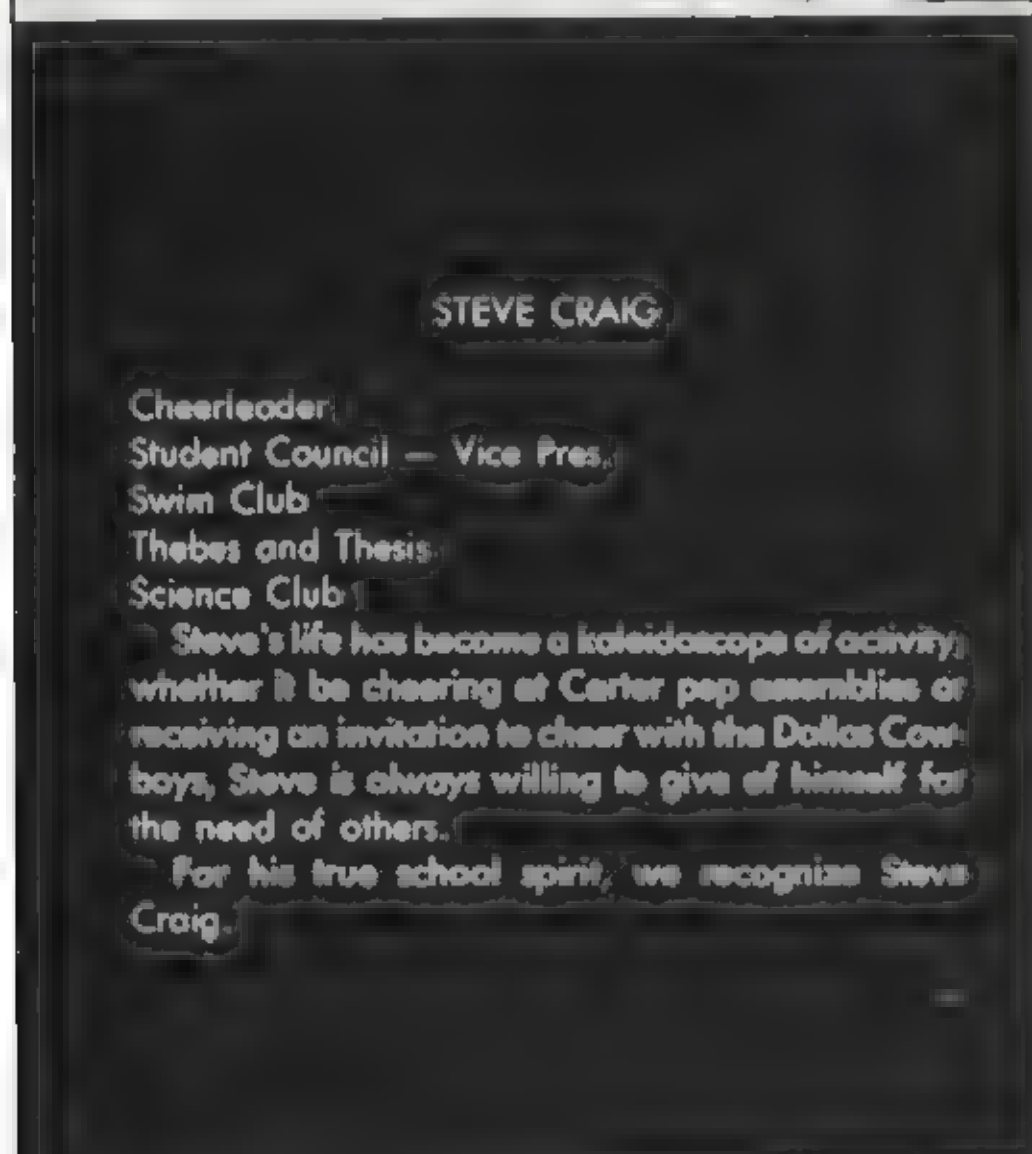 STEVE CRAIG
Cheerleader
Student Council — Vice Pres.
Swim Club
Thebes and Thesis
Science Club
Steve's life has become a kaleidoscope of activity,
whether it be cheering at Carter pep assemblies or
receiving an invitation to cheer with the Dallas Cow-
boys, Steve is always willing to give of himself for
the need of others.
For his true school spirit, we recognize Steve
Craig.